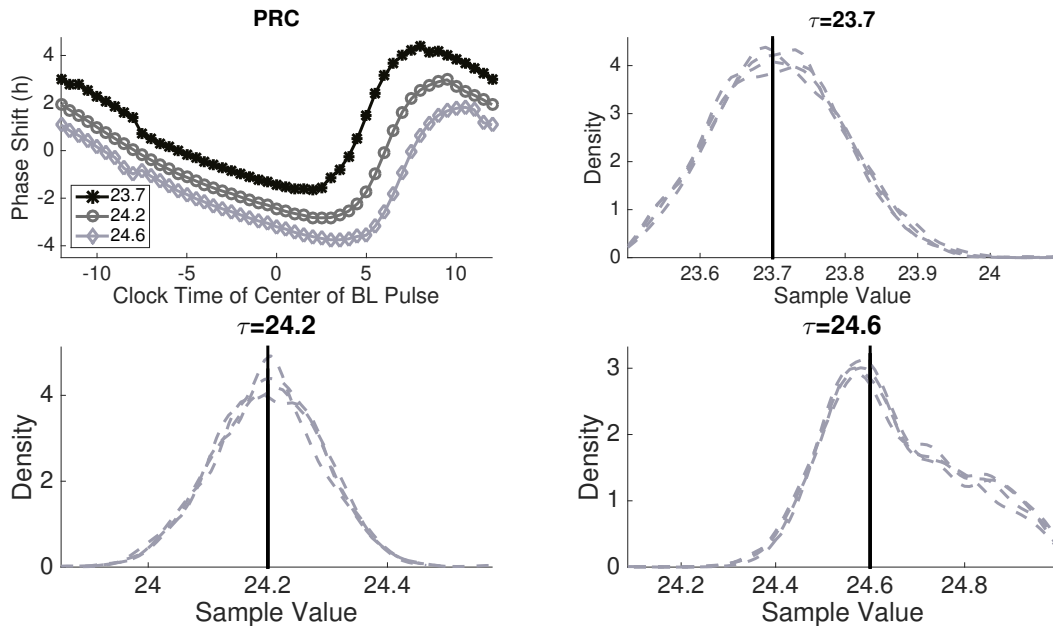 PRC
Phase Shift (h)
4
2
0
-2
-4
23.7
24.2
24.6
-10 -5 0 5 10
Clock Time of Center of BL Pulse
τ=23.7
Density
4
3
2
1
0
23.6 23.7 23.8 23.9 24
Sample Value
τ=24.2
Density
4
2
0
24 24.2 24.4
Sample Value
τ=24.6
Density
3
2
1
0
24.2 24.4 24.6 24.8
Sample Value